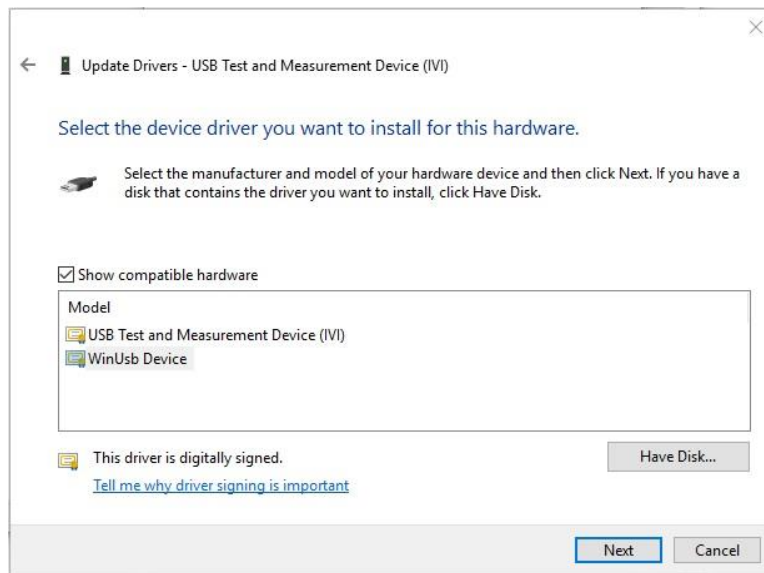 Update Drivers - USB Test and Measurement Device (IVI)
Select the device driver you want to install for this hardware.
Select the manufacturer and model of your hardware device and then click Next. If you have a
disk that contains the driver you want to install, click Have Disk.
Show compatible hardware
Model
USB Test and Measurement Device (IVI)
WinUsb Device
This driver is digitally signed.
Have Disk...
Tell me why driver signing is important
Next
Cancel